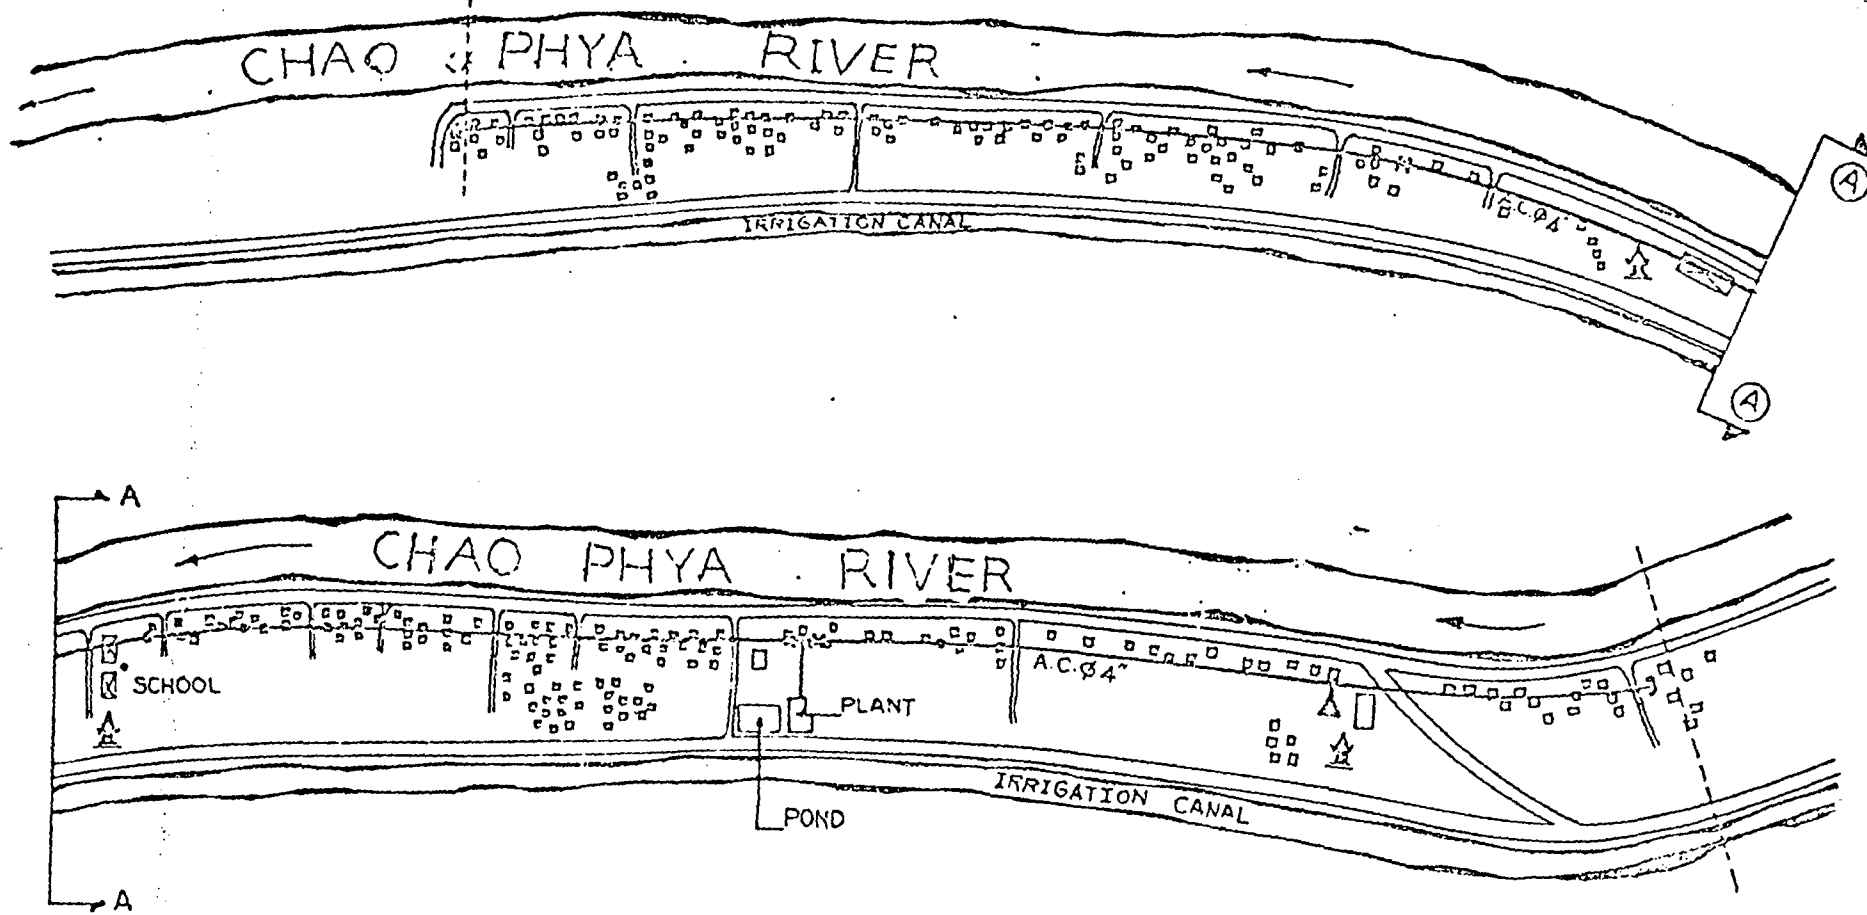 CHAO PHYA RIVER
A
A.C.Ø4"
IRRIGATION CANAL
A
A
CHAO PHYA RIVER
A.C.Ø4"
SCHOOL
PLANT
IRRIGATION CANAL
POND
A